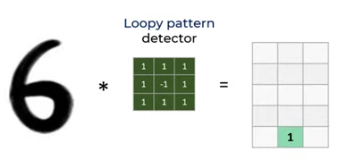 Loopy pattern
detector
6 * = 
1 1 1
1 -1 1
1 1 1
1